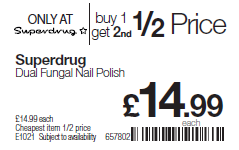 ONLY AT
Superdrug
buy 1
get 2nd 1/2 Price
Superdrug
Dual Fungal Nail Polish
£14.99
each
£14.99 each
Cheapest item 1/2 price
E1021 Subject to availability
657802